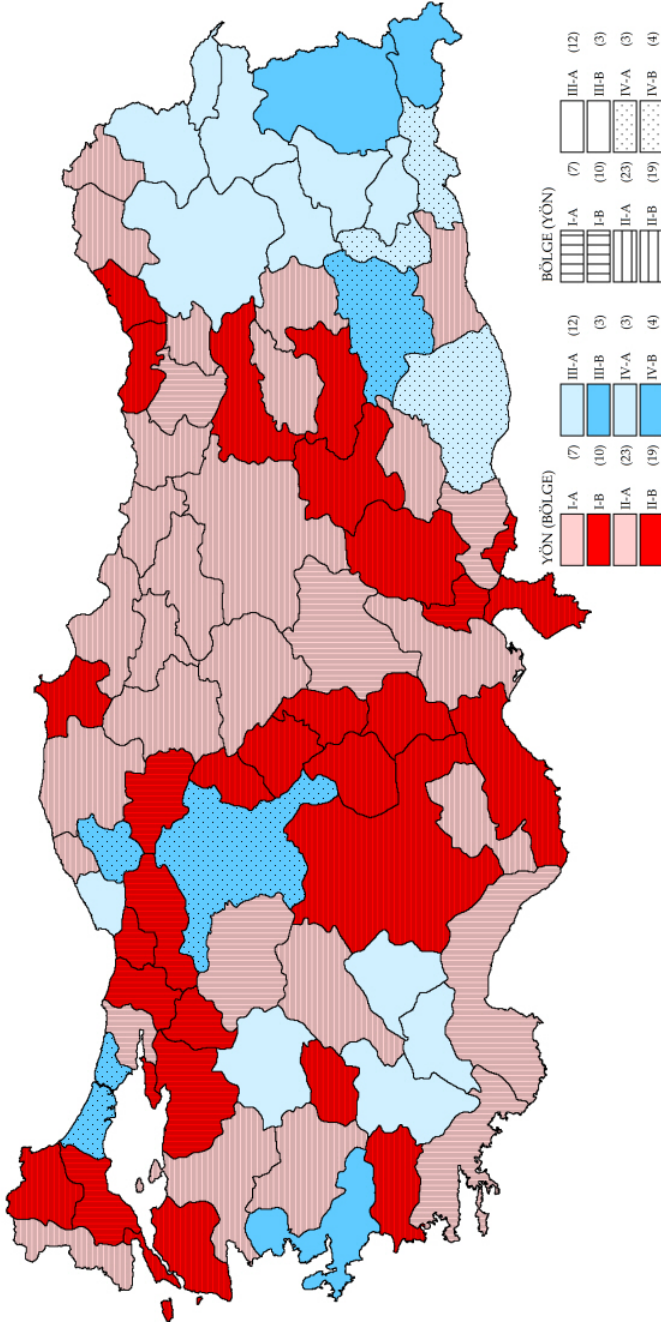 YÖN (BÖLGE) BÖLGE (YÖN)
I-A (7) III-A (12) I-A (7) III-A (12)
I-B (10) III-B (3) I-B (10) III-B (3)
II-A (23) IV-A (3) II-A (23) IV-A (3)
II-B (19) IV-B (4) II-B (19) IV-B (4)